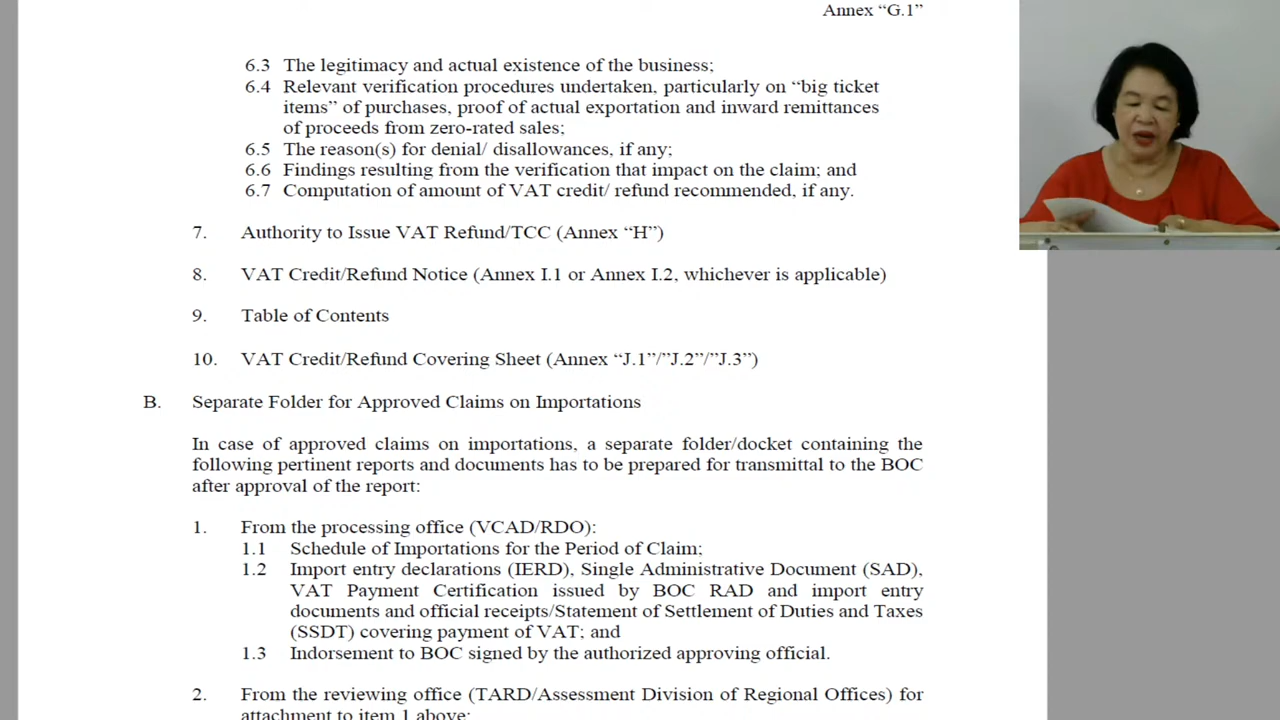 Annex “G.1”
6.3 The legitimacy and actual existence of the business;
6.4 Relevant verification procedures undertaken, particularly on “big ticket
items” of purchases, proof of actual exportation and inward remittances
of proceeds from zero-rated sales;
6.5 The reason(s) for denial/ disallowances, if any;
6.6 Findings resulting from the verification that impact on the claim; and
6.7 Computation of amount of VAT credit/ refund recommended, if any.
7. Authority to Issue VAT Refund/TCC (Annex “H”)
8. VAT Credit/Refund Notice (Annex I.1 or Annex I.2, whichever is applicable)
9. Table of Contents
10. VAT Credit/Refund Covering Sheet (Annex “J.1”/”J.2”/”J.3”)
B. Separate Folder for Approved Claims on Importations
In case of approved claims on importations, a separate folder/docket containing the
following pertinent reports and documents has to be prepared for transmittal to the BOC
after approval of the report:
1. From the processing office (VCAD/RDO):
1.1 Schedule of Importations for the Period of Claim;
1.2 Import entry declarations (IERD), Single Administrative Document (SAD),
VAT Payment Certification issued by BOC RAD and import entry
documents and official receipts/Statement of Settlement of Duties and Taxes
(SSDT) covering payment of VAT; and
1.3 Indorsement to BOC signed by the authorized approving official.
2. From the reviewing office (TARD/Assessment Division of Regional Offices) for
attachment to item 1 above: